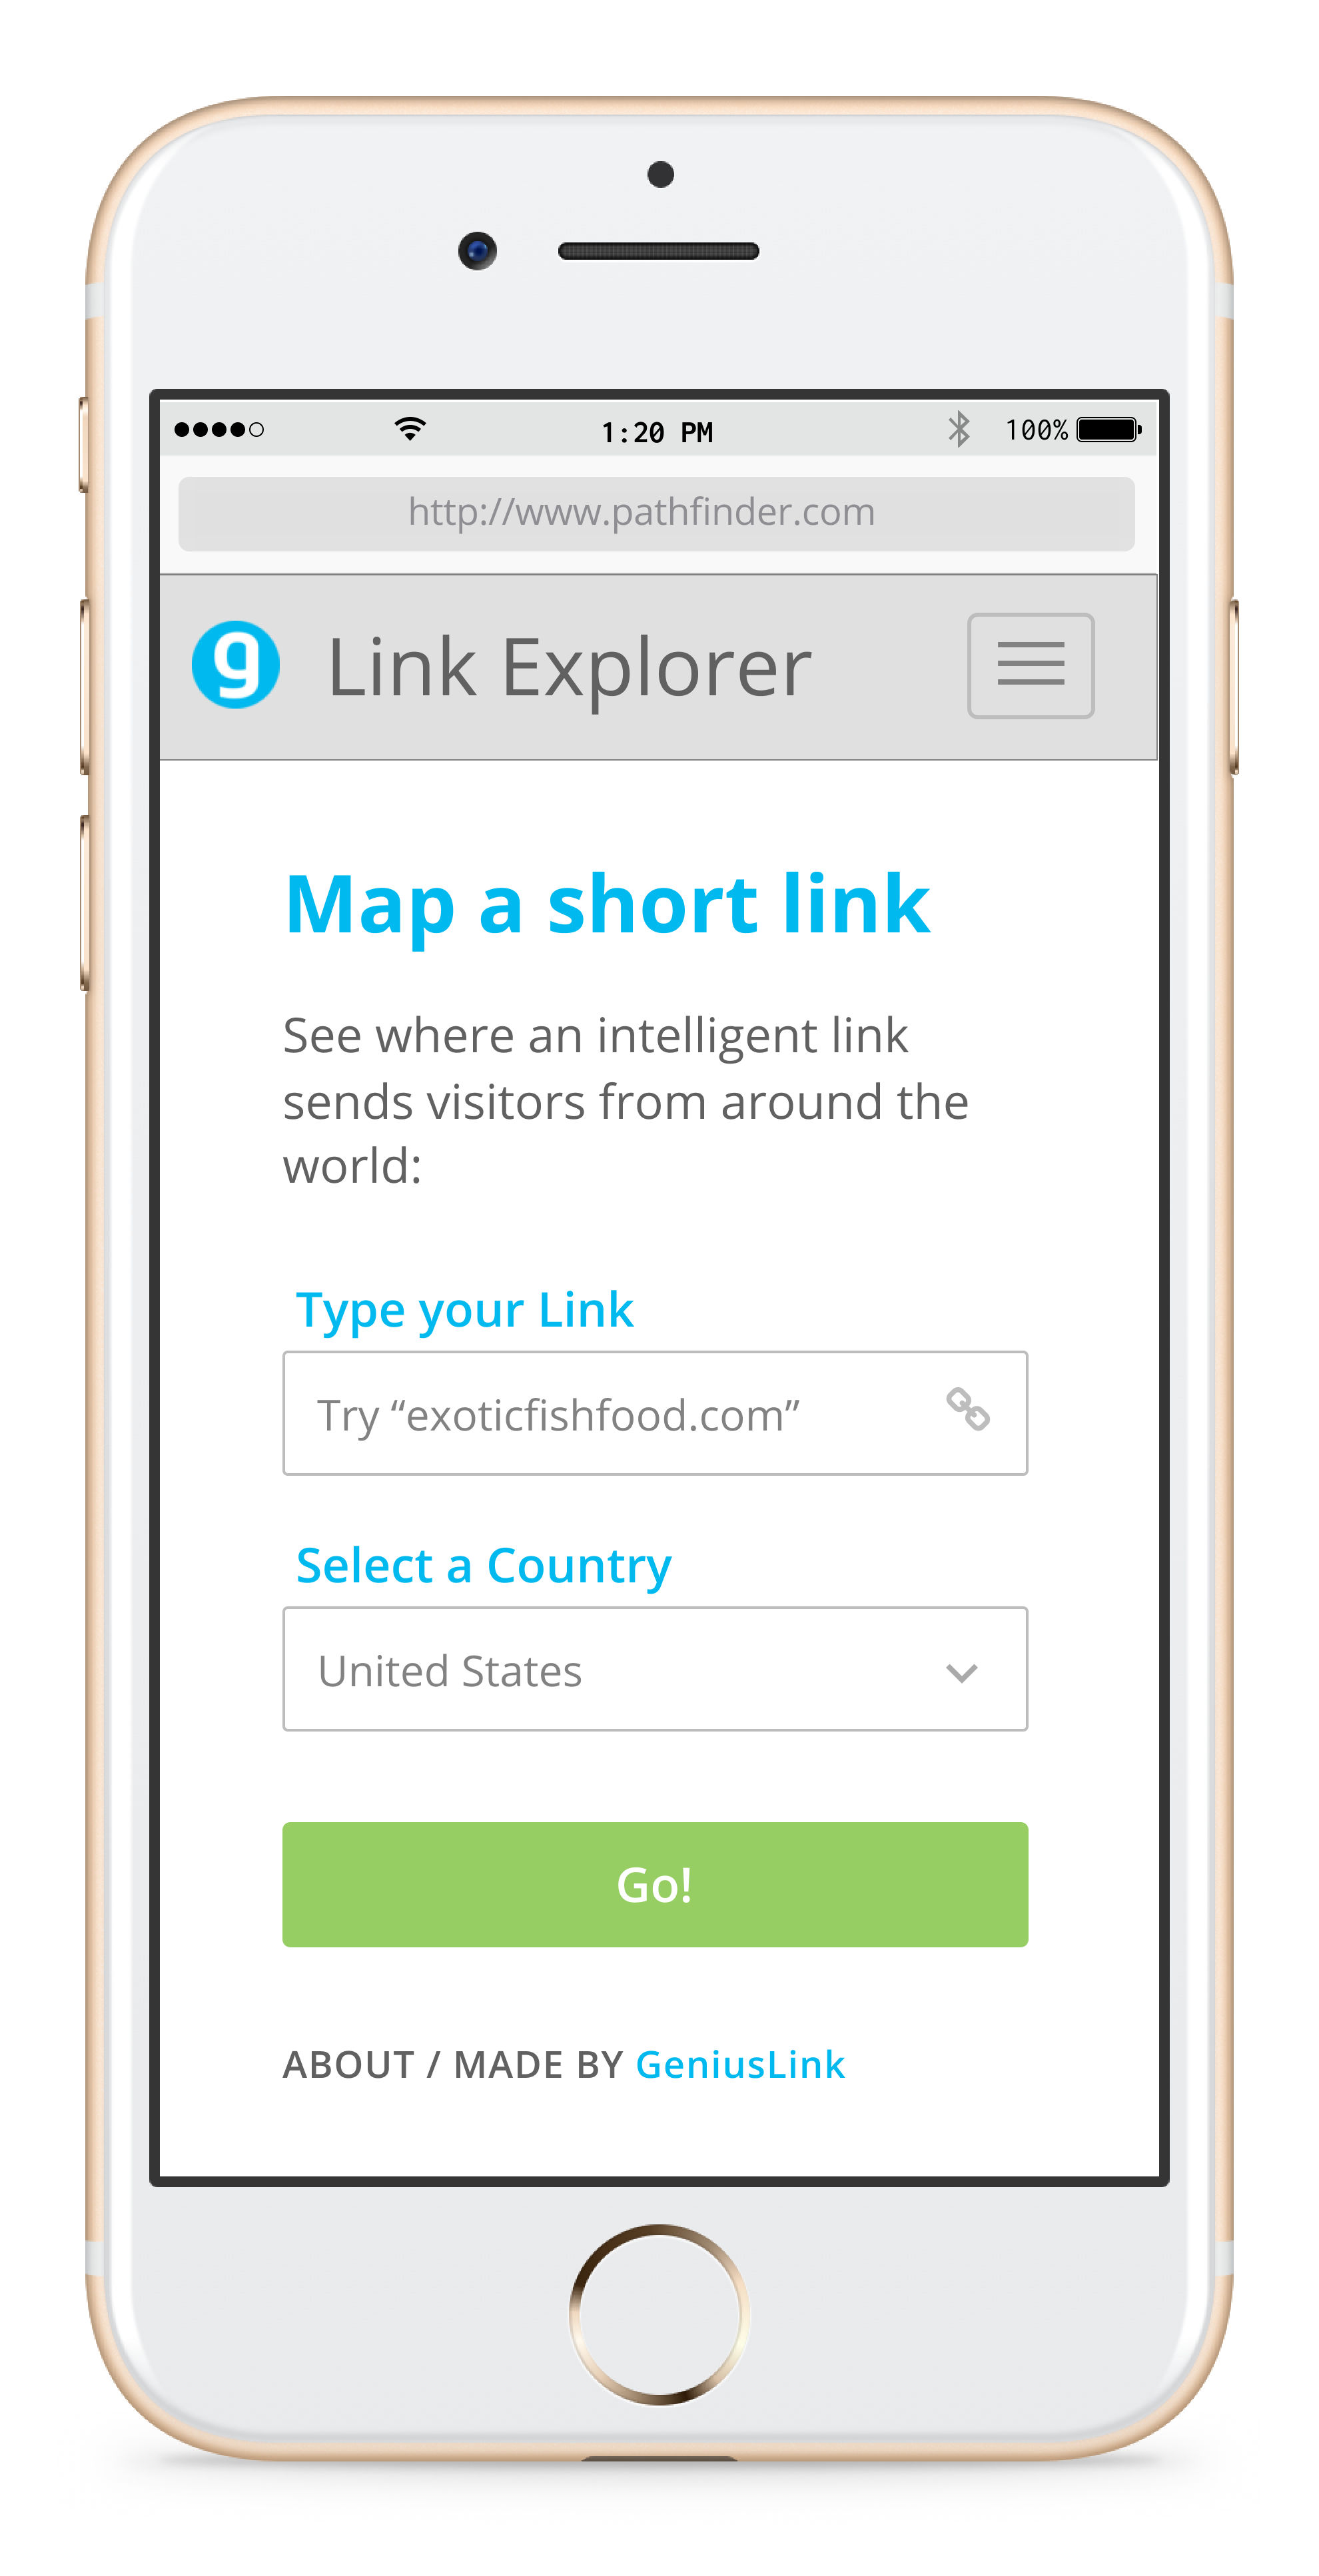 1:20 PM 100%
http://www.pathfinder.com
g Link Explorer
Map a short link
See where an intelligent link
sends visitors from around the
world:
Type your Link
Try “exoticfishfood.com”
Select a Country
United States
Go!
ABOUT / MADE BY GeniusLink